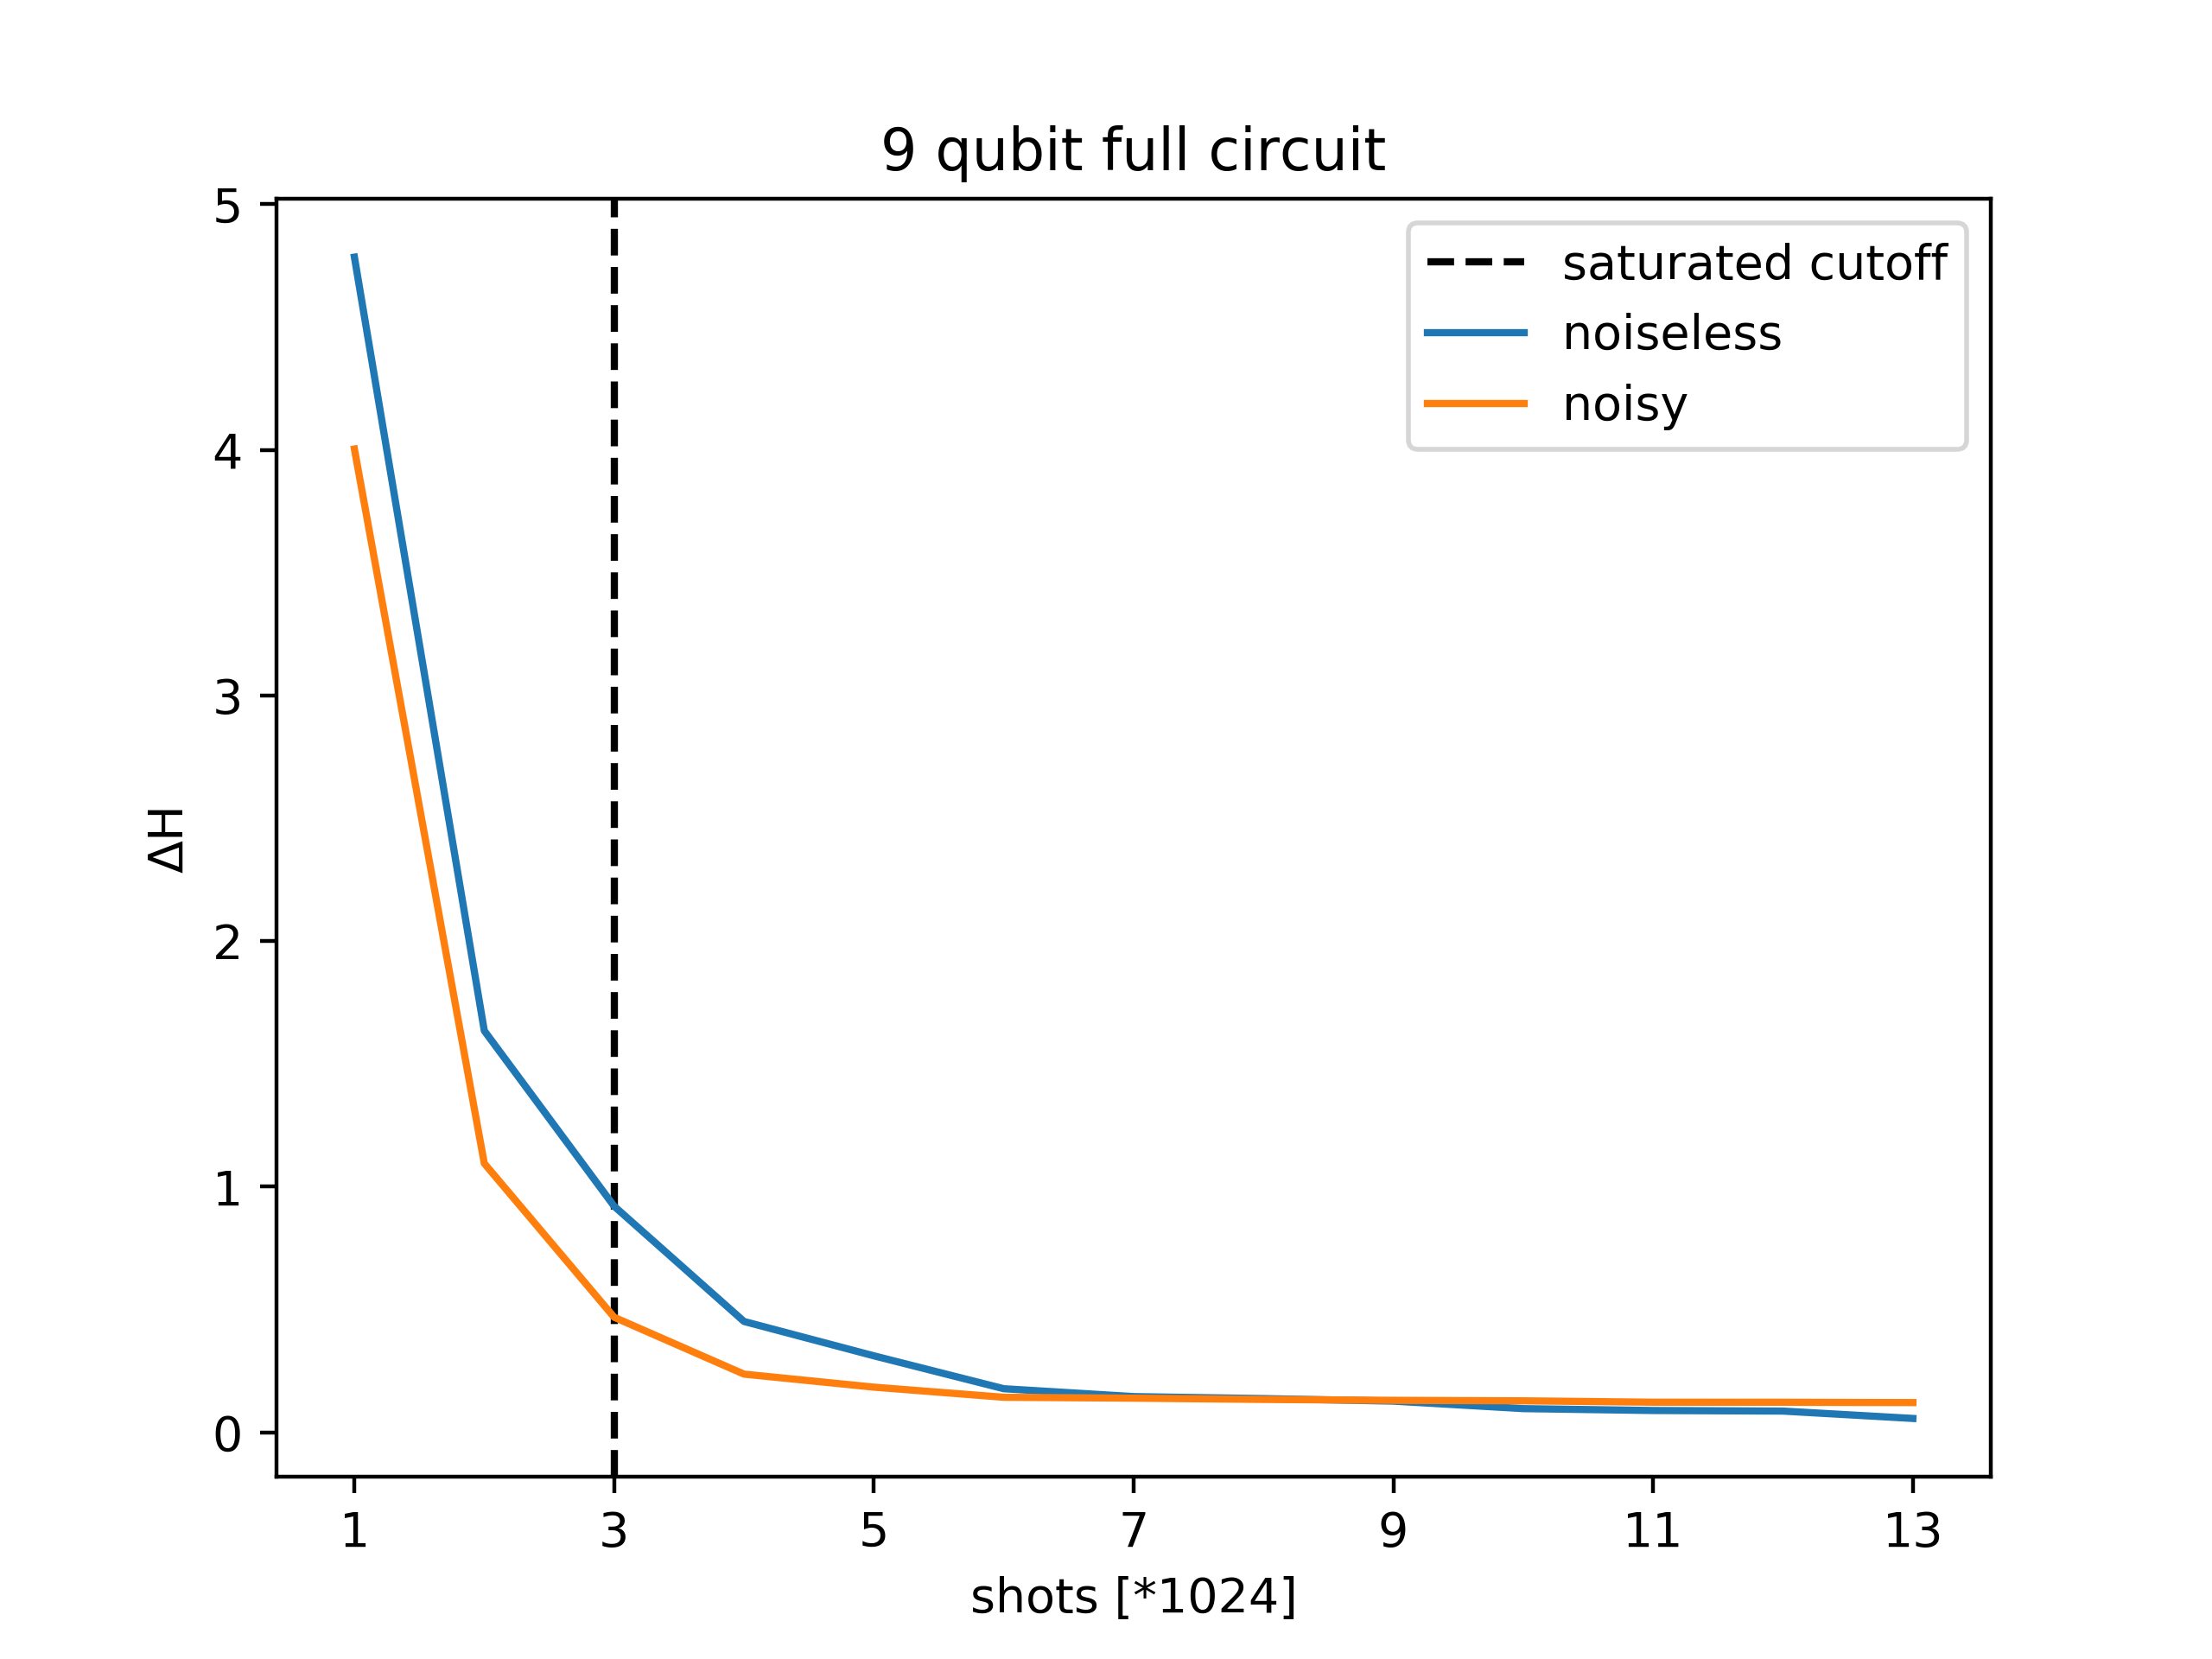 9 qubit full circuit
saturated cutoff
noiseless
noisy
5
4
3
2
1
0
ΔH
1 3 5 7 9 11 13
shots [*1024]